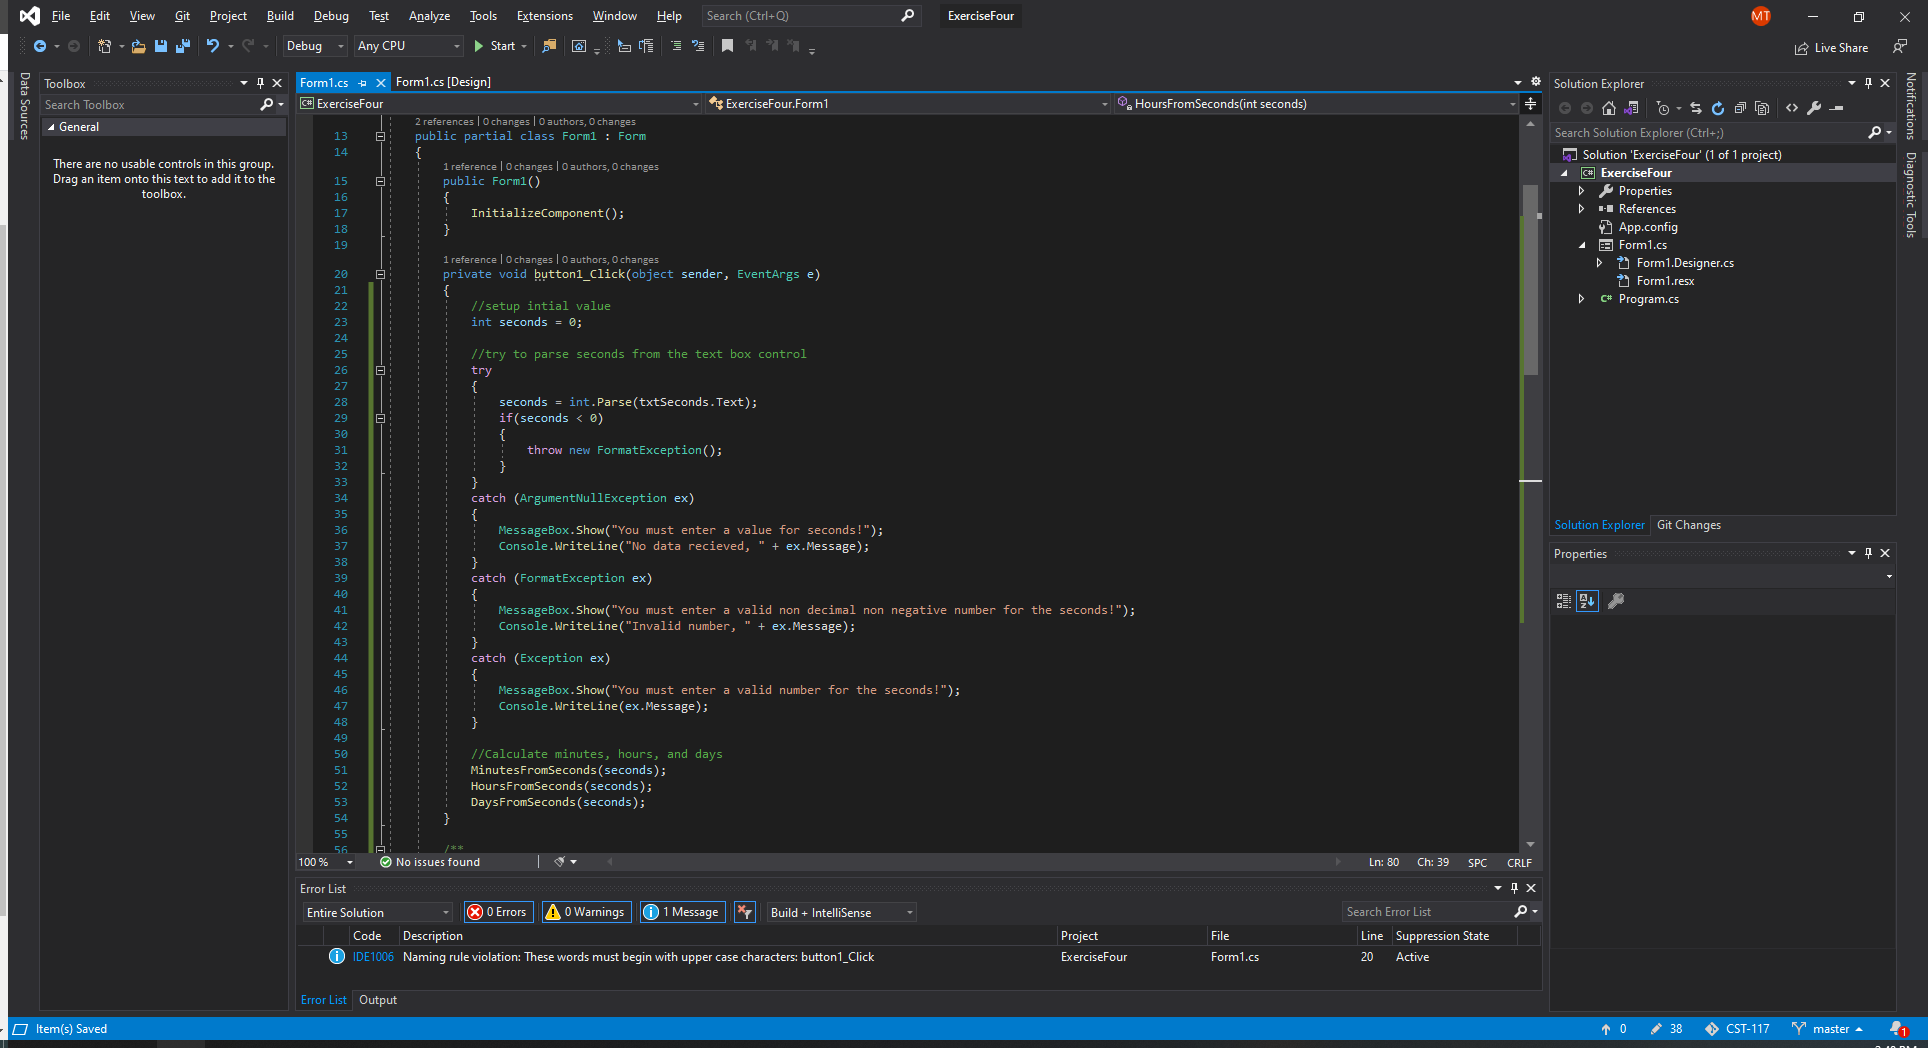 File Edit View Git Project Build Debug Test Analyze Tools Extensions Window Help Search (Ctrl+Q) ExerciseFour MT
Debug Any CPU Start Live Share
Data Sources
Toolbox
Search Toolbox
General
There are no usable controls in this group.
Drag an item onto this text to add it to the
toolbox.
Form1.cs Form1.cs [Design]
ExerciseFour ExerciseFour.Form1 HoursFromSeconds(int seconds)
2 references | 0 changes | 0 authors, 0 changes
13 public partial class Form1 : Form
14 {
1 reference | 0 changes | 0 authors, 0 changes
15 public Form1()
16 {
17 InitializeComponent();
18 }
19
1 reference | 0 changes | 0 authors, 0 changes
20 private void button1_Click(object sender, EventArgs e)
21 {
22 //setup intial value
23 int seconds = 0;
24
25 //try to parse seconds from the text box control
26 try
27 {
28 seconds = int.Parse(txtSeconds.Text);
29 if(seconds < 0)
30 {
31 throw new FormatException();
32 }
33 }
34 catch (ArgumentNullException ex)
35 {
36 MessageBox.Show("You must enter a value for seconds!");
37 Console.WriteLine("No data recieved, " + ex.Message);
38 }
39 catch (FormatException ex)
40 {
41 MessageBox.Show("You must enter a valid non decimal non negative number for the seconds!");
42 Console.WriteLine("Invalid number, " + ex.Message);
43 }
44 catch (Exception ex)
45 {
46 MessageBox.Show("You must enter a valid number for the seconds!");
47 Console.WriteLine(ex.Message);
48 }
49
50 //Calculate minutes, hours, and days
51 MinutesFromSeconds(seconds);
52 HoursFromSeconds(seconds);
53 DaysFromSeconds(seconds);
54 }
55
56 /**
100 % No issues found Ln: 80 Ch: 39 SPC CRLF
Error List
Entire Solution 0 Errors 0 Warnings 1 Message Build + IntelliSense Search Error List
Code Description Project File Line Suppression State
IDE1006 Naming rule violation: These words must begin with upper case characters: button1_Click ExerciseFour Form1.cs 20 Active
Error List Output
Solution Explorer
Search Solution Explorer (Ctrl+;)
Solution 'ExerciseFour' (1 of 1 project)
C# ExerciseFour
Properties
References
App.config
Form1.cs
Form1.Designer.cs
Form1.resx
C# Program.cs
Solution Explorer Git Changes
Properties
Notifications
Diagnostic Tools
Item(s) Saved 0 38 CST-117 master 1